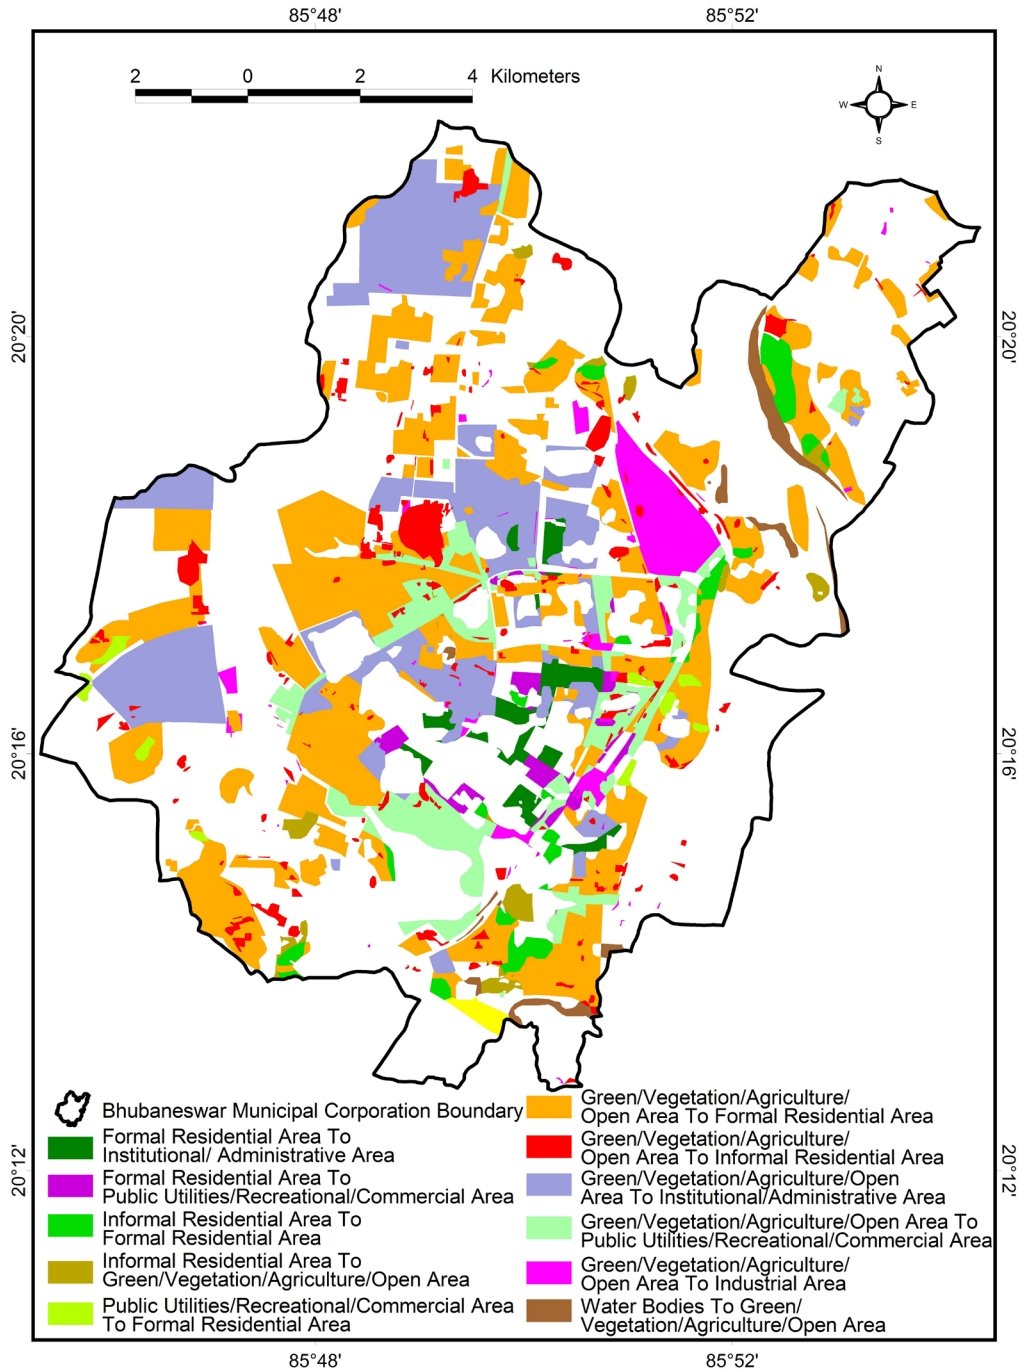 85°48'
85°52'
2
0
2
4
Kilometers
N
W
E
S
20°20'
20°20'
20°16'
20°16'
20°12'
20°12'
Bhubaneswar Municipal Corporation Boundary
Formal Residential Area To
Institutional/ Administrative Area
Formal Residential Area To
Public Utilities/Recreational/Commercial Area
Informal Residential Area To
Formal Residential Area
Informal Residential Area To
Green/Vegetation/Agriculture/Open Area
Public Utilities/Recreational/Commercial Area
To Formal Residential Area
Green/Vegetation/Agriculture/
Open Area To Formal Residential Area
Green/Vegetation/Agriculture/
Open Area To Informal Residential Area
Green/Vegetation/Agriculture/Open
Area To Institutional/Administrative Area
Green/Vegetation/Agriculture/Open Area To
Public Utilities/Recreational/Commercial Area
Green/Vegetation/Agriculture/
Open Area To Industrial Area
Water Bodies To Green/
Vegetation/Agriculture/Open Area
85°48'
85°52'